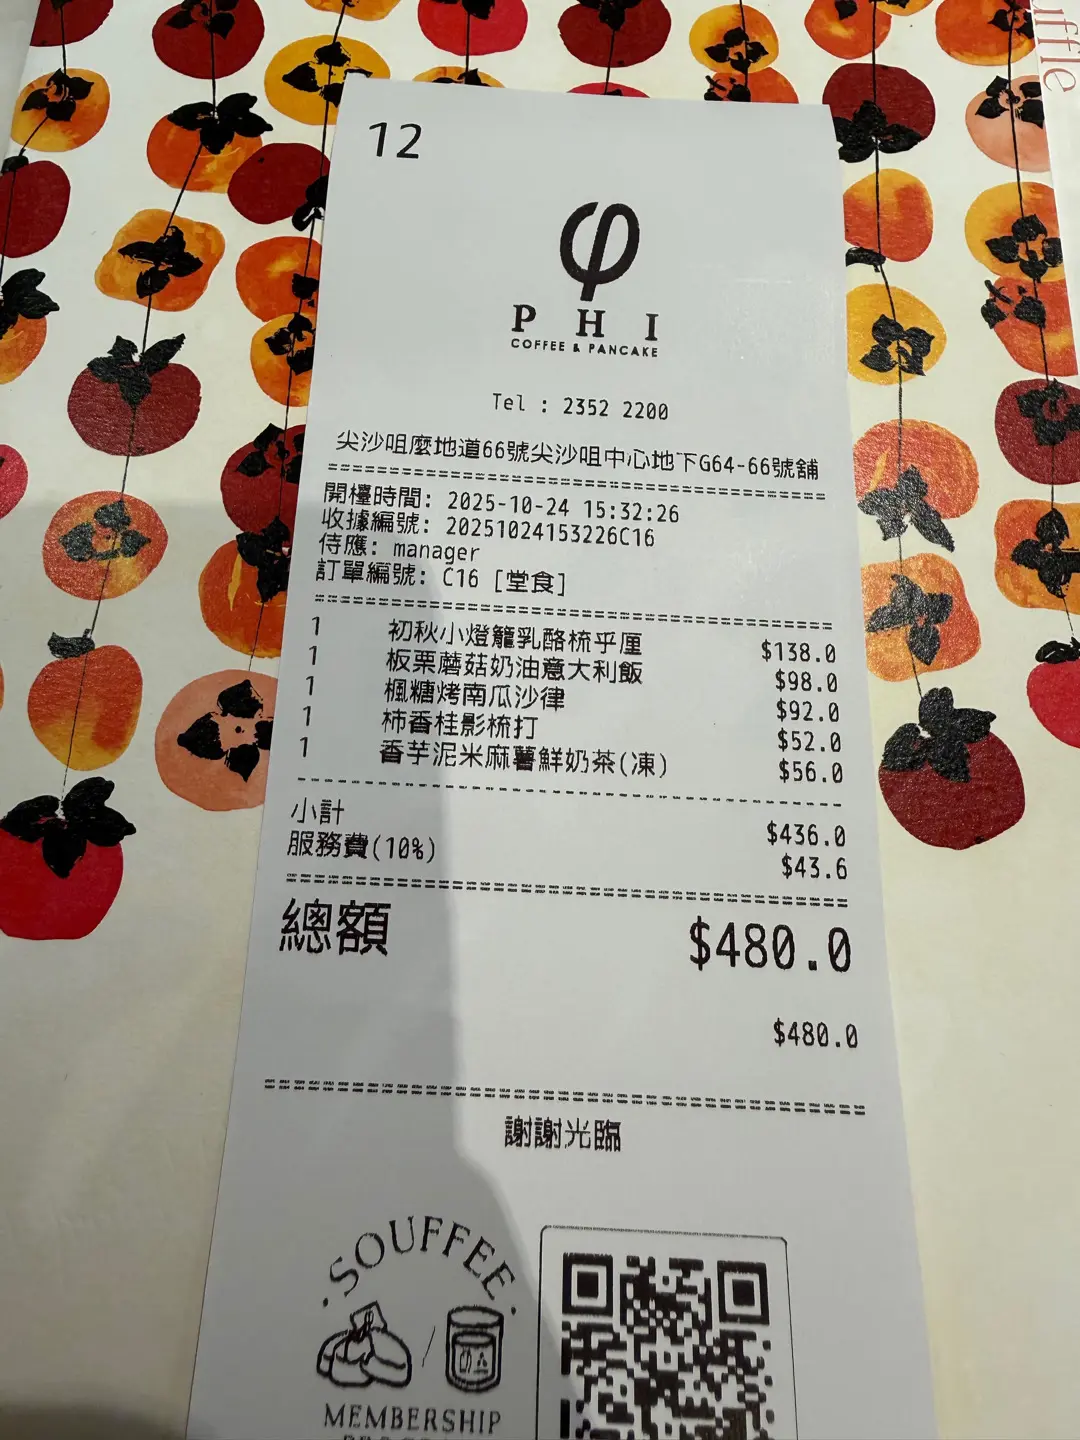 uffle
12
φ
PHI
COFFEE & PANCAKE
Tel : 2352 2200
尖沙咀麼地道66號尖沙咀中心地下G64-66號舖
開檯時間: 2025-10-24 15:32:26
收據編號: 20251024153226C16
侍應: manager
訂單編號: C16 [堂食]
1 初秋小燈籠乳酪梳乎厘 $138.0
1 板栗蘑菇奶油意大利飯 $98.0
1 楓糖烤南瓜沙律 $92.0
1 柿香桂影梳打 $52.0
1 香芋泥米麻薯鮮奶茶(凍) $56.0
小計 $436.0
服務費(10%) $43.6
總額 $480.0
$480.0
謝謝光臨
·SOUFFEE·
MEMBERSHIP